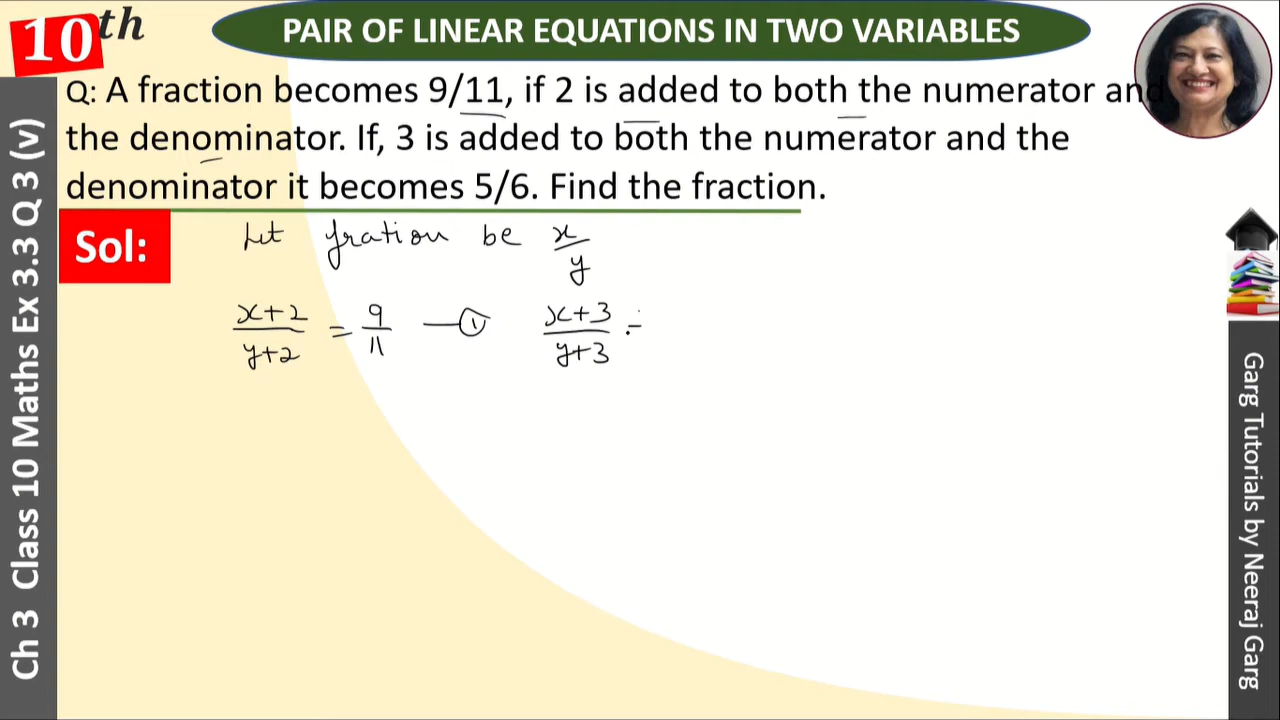 10th
PAIR OF LINEAR EQUATIONS IN TWO VARIABLES
Q: A fraction becomes 9/11, if 2 is added to both the numerator and
the denominator. If, 3 is added to both the numerator and the
denominator it becomes 5/6. Find the fraction.
Sol:
Let fration be x/y
x+2/y+2 = 9/11 — ① x+3/y+3 =
Ch 3 Class 10 Maths Ex 3.3 Q 3 (v)
Garg Tutorials by Neeraj Garg